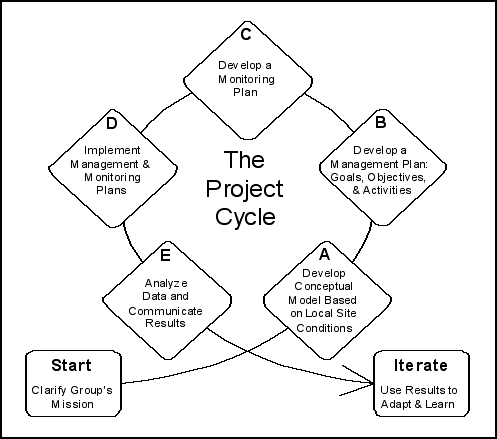 C
Develop a
Monitoring
Plan
D
Implement
Management &
Monitoring
Plans
The
Project
Cycle
B
Develop a
Management Plan:
Goals, Objectives,
& Activities
E
Analyze
Data and
Communicate
Results
A
Develop
Conceptual
Model Based
on Local Site
Conditions
Start
Clarify Group's
Mission
Iterate
Use Results to
Adapt & Learn